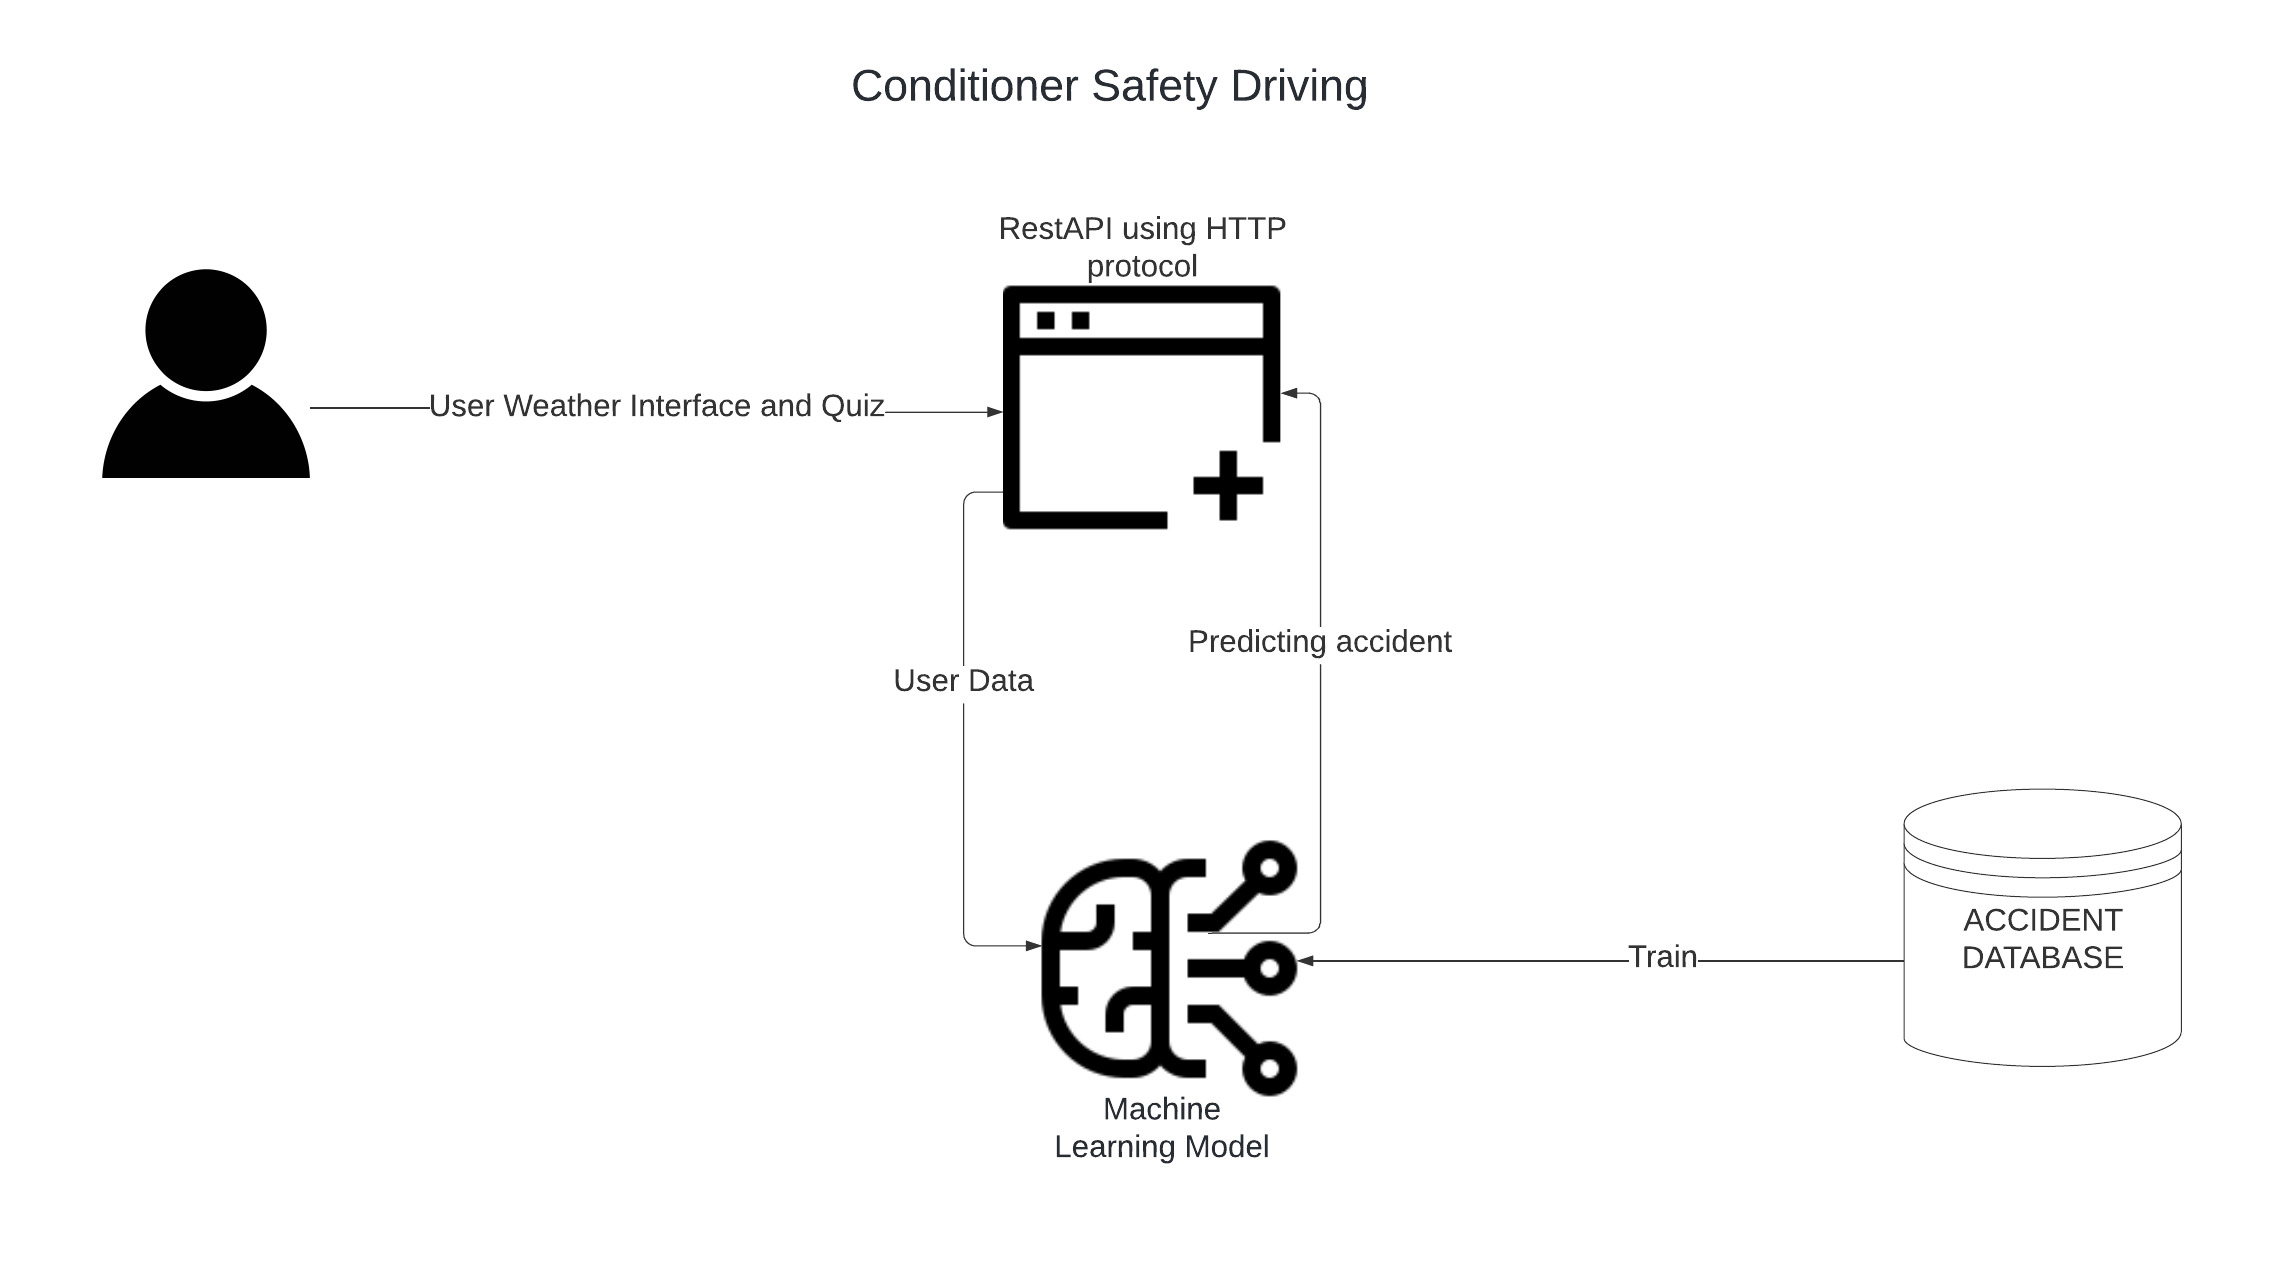 Conditioner Safety Driving
RestAPI using HTTP
protocol
User Weather Interface and Quiz
Predicting accident
User Data
ACCIDENT
DATABASE
Train
Machine
Learning Model